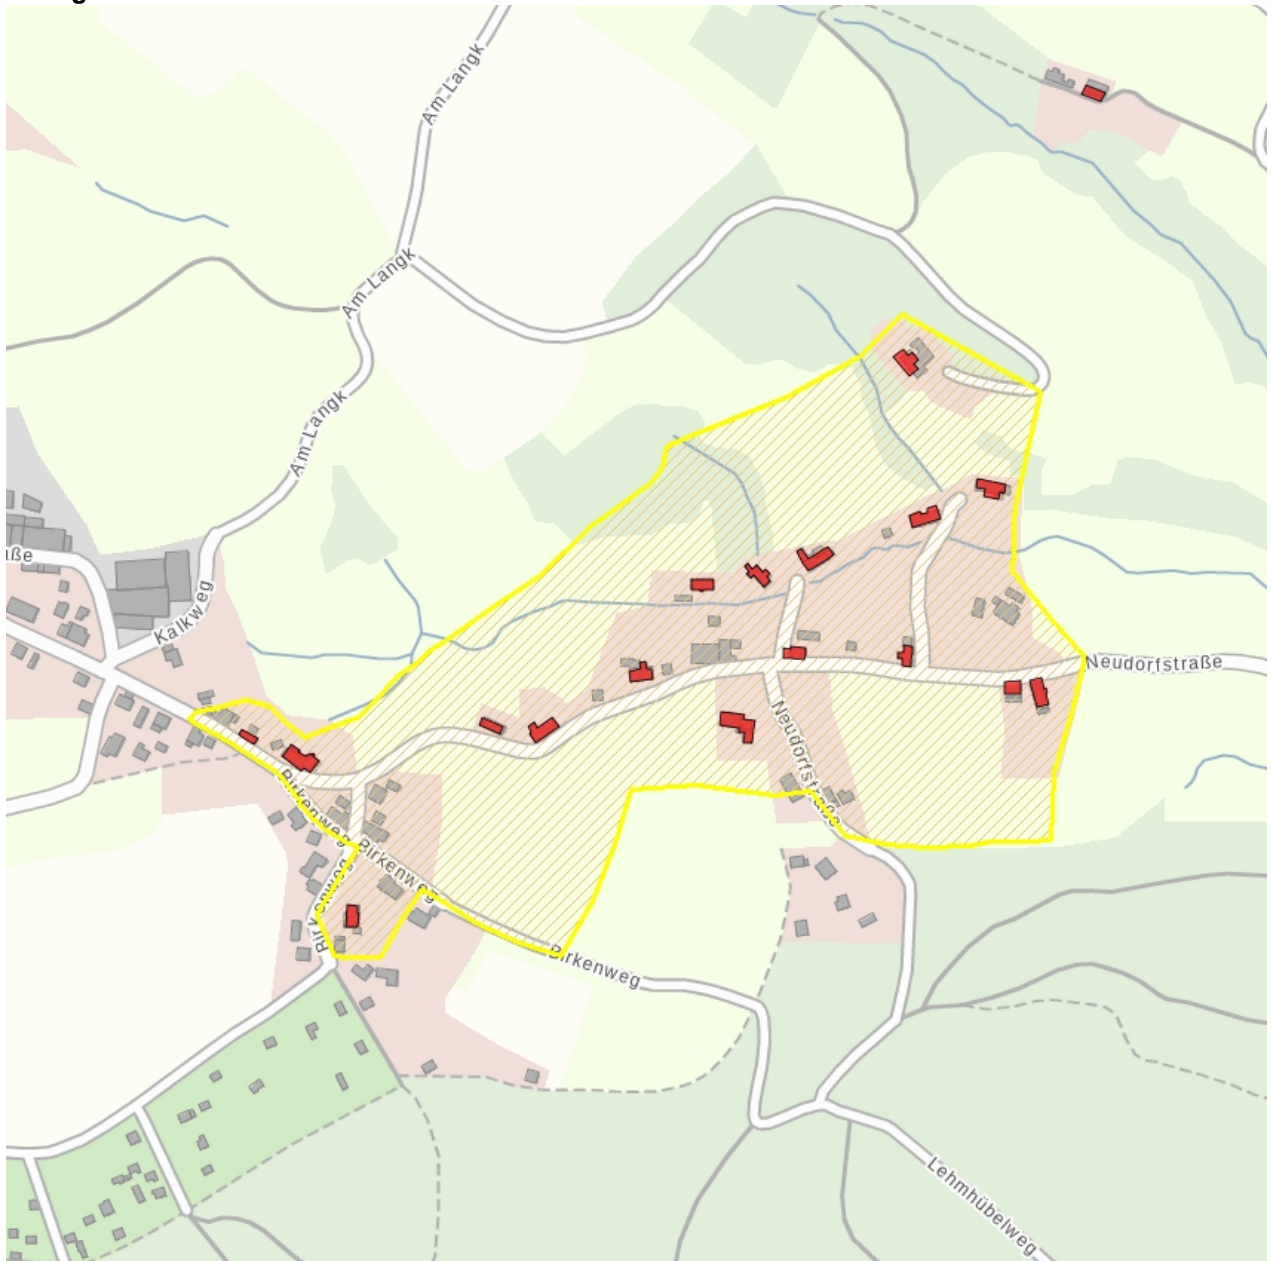 Am-Langk
Am-Langk
Am-Langk
aße
Kalkweg
Neudorfstraße
Neudorfstraße
Birkenweg
Birkenweg
Birkenweg
Birkenweg
Lehmhübelweg